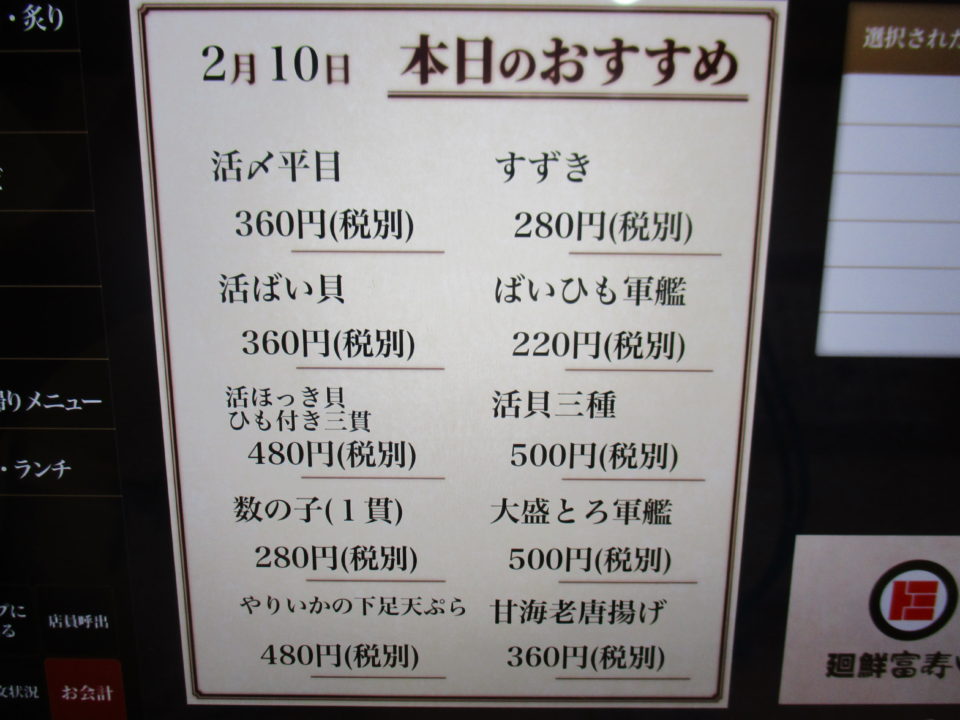 ・炙り
2月10日 本日のおすすめ
選択された
活〆平目
360円(税別)
すずき
280円(税別)
活ばい貝
360円(税別)
ばいひも軍艦
220円(税別)
活ほっき貝
ひも付き三貫
480円(税別)
活貝三種
500円(税別)
数の子(1貫)
280円(税別)
大盛とろ軍艦
500円(税別)
やりいかの下足天ぷら
480円(税別)
甘海老唐揚げ
360円(税別)
りメニュー
・ランチ
プに
る
店員呼出
文状況
お会計
廻鮮富寿し